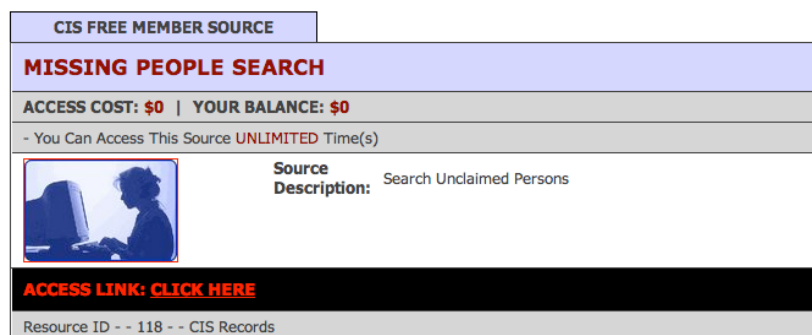 CIS FREE MEMBER SOURCE
MISSING PEOPLE SEARCH
ACCESS COST: $0 | YOUR BALANCE: $0
- You Can Access This Source UNLIMITED Time(s)
Source
Description: Search Unclaimed Persons
ACCESS LINK: CLICK HERE
Resource ID - - 118 - - CIS Records